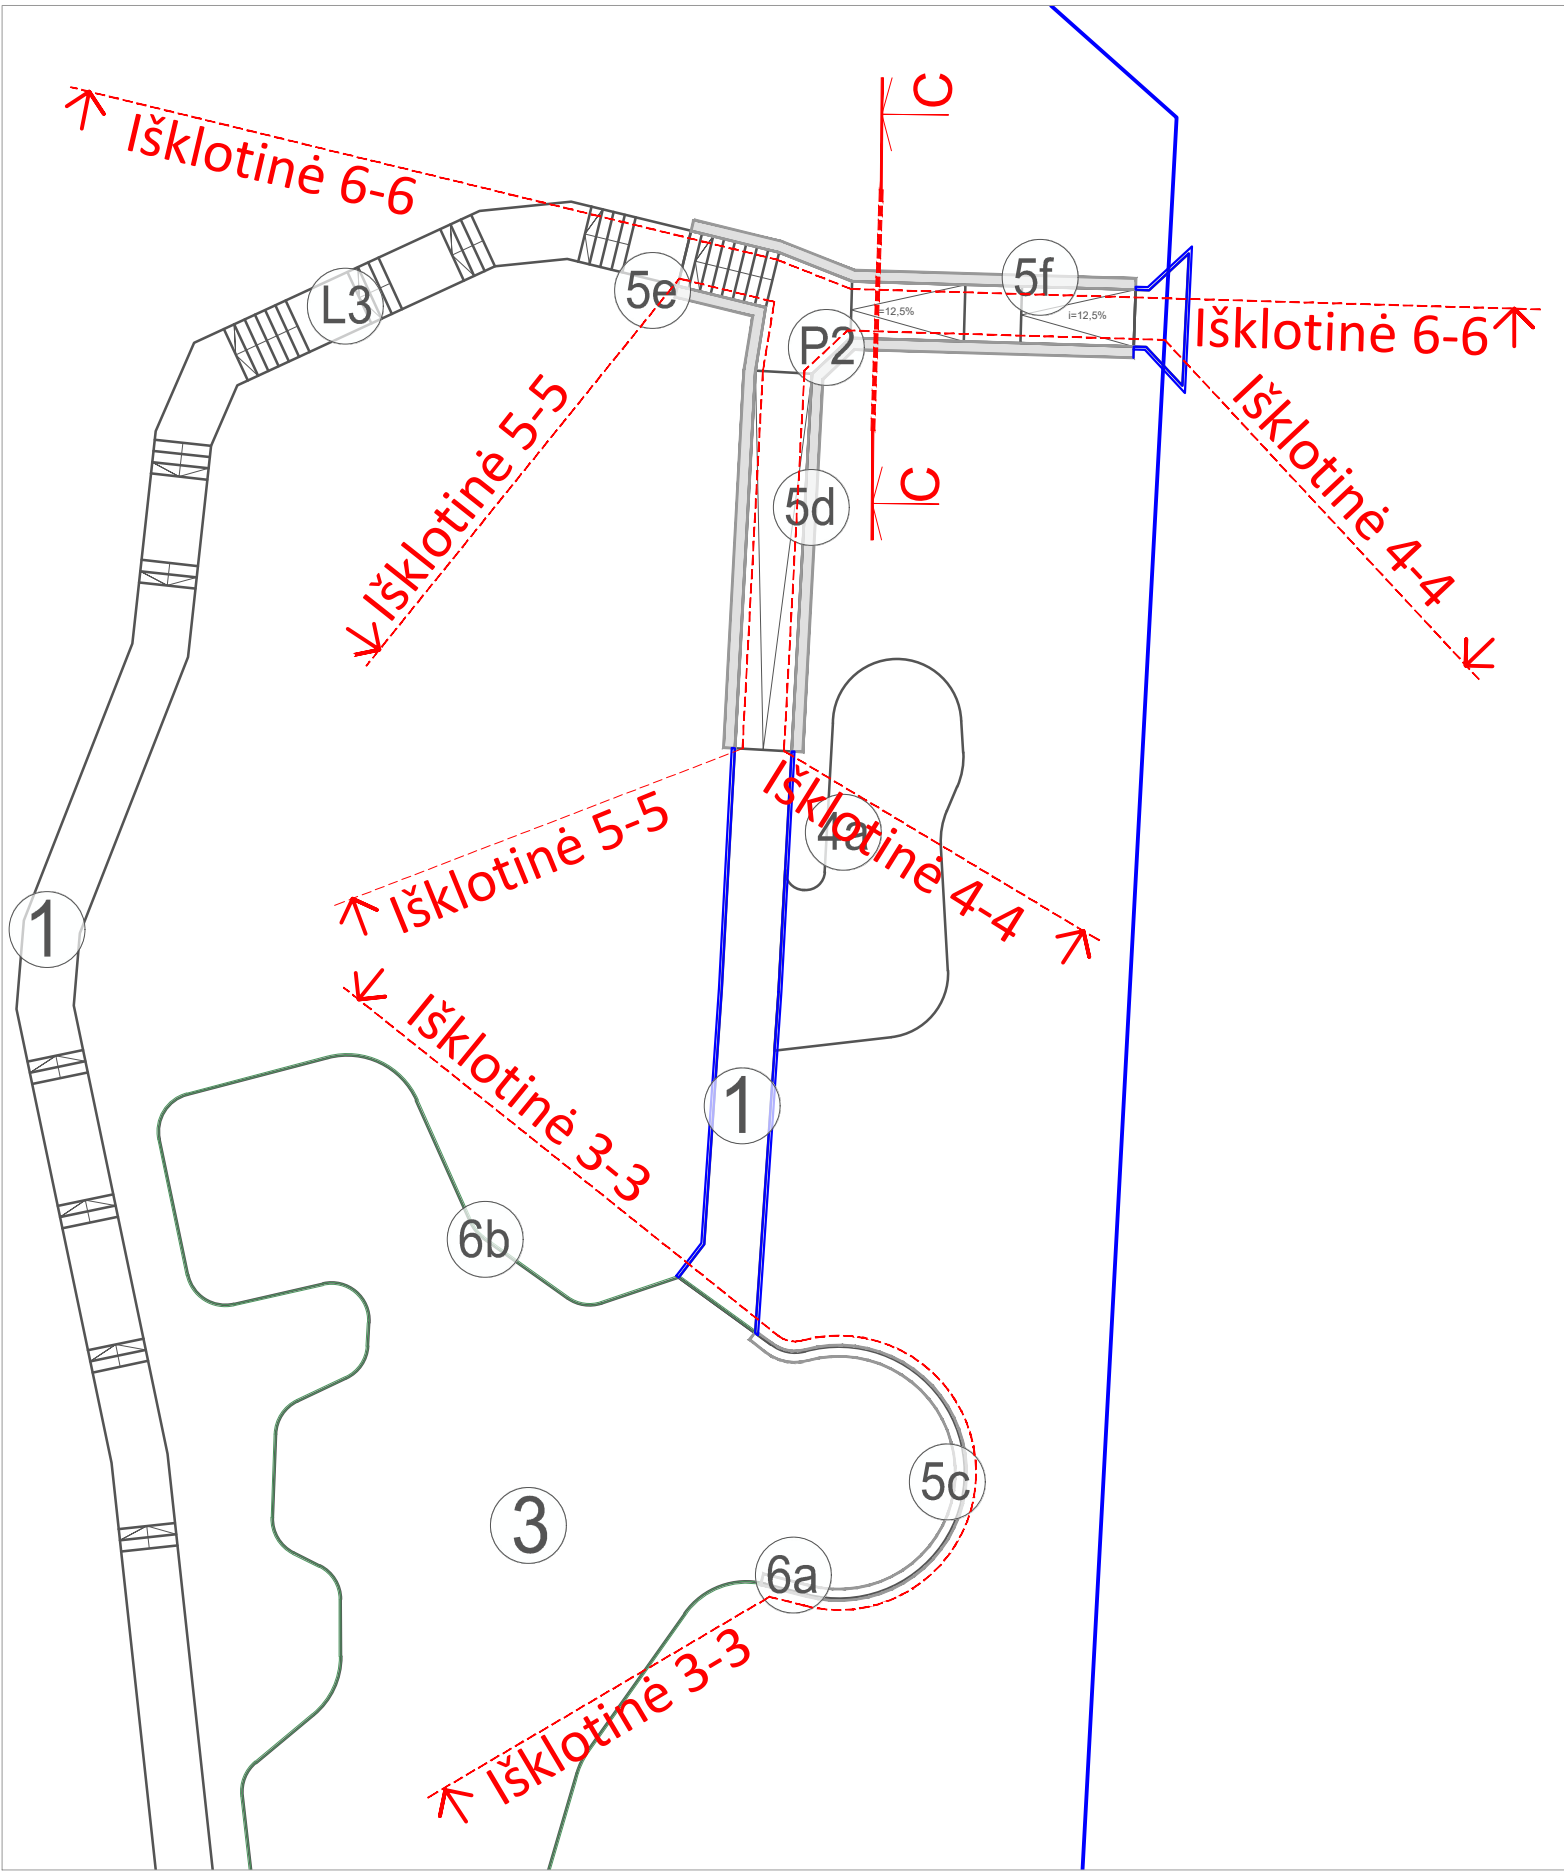 C
Išklotinė 6-6
5f
5e
L3
i=12,5%
i=12,5%
Išklotinė 6-6
P2
Išklotinė 5-5
Išklotinė 4-4
C
5d
Išklotinė 5-5
4a
Išklotinė 4-4
1
Išklotinė 3-3
1
6b
5c
3
6a
Išklotinė 3-3